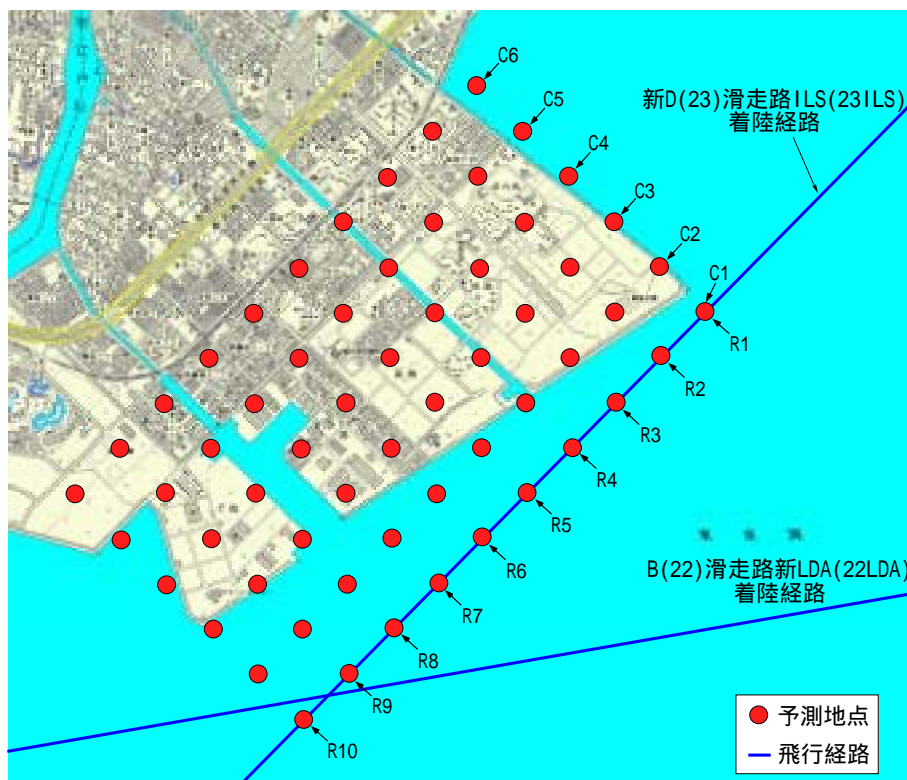 C6
C5
新D(23)滑走路ILS(23ILS)
着陸経路
C4
C3
C2
C1
R1
R2
R3
R4
R5
R6
B(22)滑走路新LDA(22LDA)
着陸経路
R7
R8
R9
R10
予測地点
飛行経路